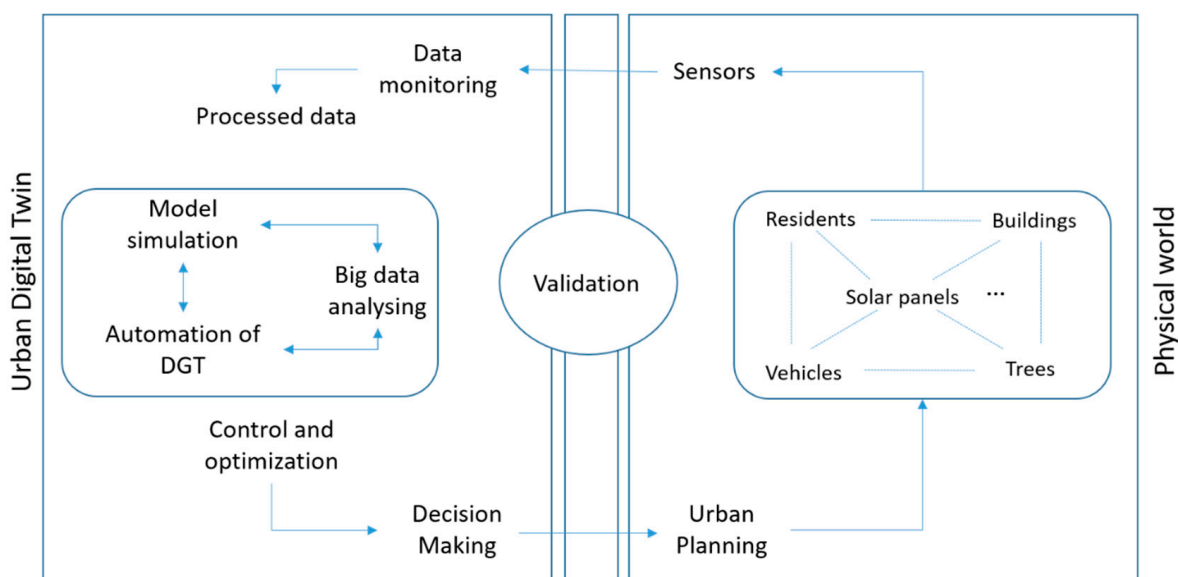 Urban Digital Twin
Data
monitoring
Processed data
Model
simulation
Big data
analysing
Automation of
DGT
Control and
optimization
Decision
Making
Validation
Sensors
Residents
Buildings
Solar panels
...
Vehicles
Trees
Urban
Planning
Physical world